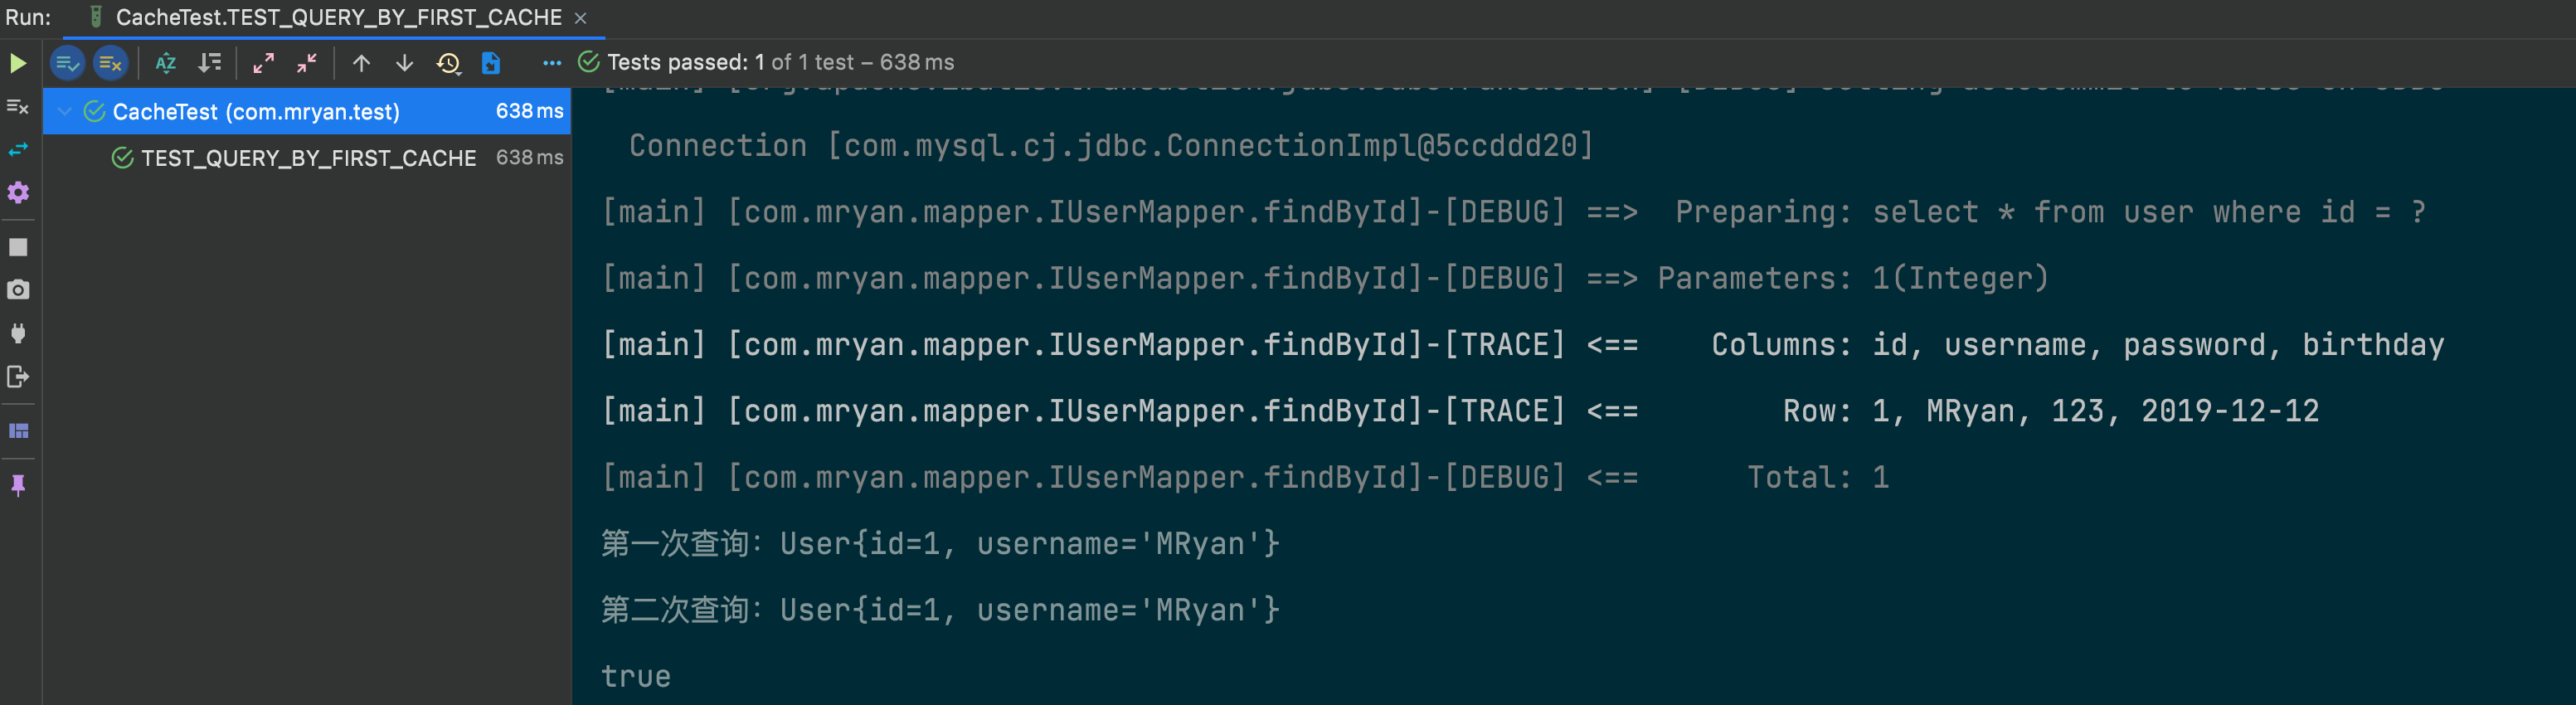 Run: CacheTest.TEST_QUERY_BY_FIRST_CACHE ×
Tests passed: 1 of 1 test – 638 ms
CacheTest (com.mryan.test) 638 ms
TEST_QUERY_BY_FIRST_CACHE 638 ms
Connection [com.mysql.cj.jdbc.ConnectionImpl@5ccddd20]
[main] [com.mryan.mapper.IUserMapper.findById]-[DEBUG] ==>  Preparing: select * from user where id = ?
[main] [com.mryan.mapper.IUserMapper.findById]-[DEBUG] ==> Parameters: 1(Integer)
[main] [com.mryan.mapper.IUserMapper.findById]-[TRACE] <==    Columns: id, username, password, birthday
[main] [com.mryan.mapper.IUserMapper.findById]-[TRACE] <==        Row: 1, MRyan, 123, 2019-12-12
[main] [com.mryan.mapper.IUserMapper.findById]-[DEBUG] <==      Total: 1
第一次查询：User{id=1, username='MRyan'}
第二次查询：User{id=1, username='MRyan'}
true